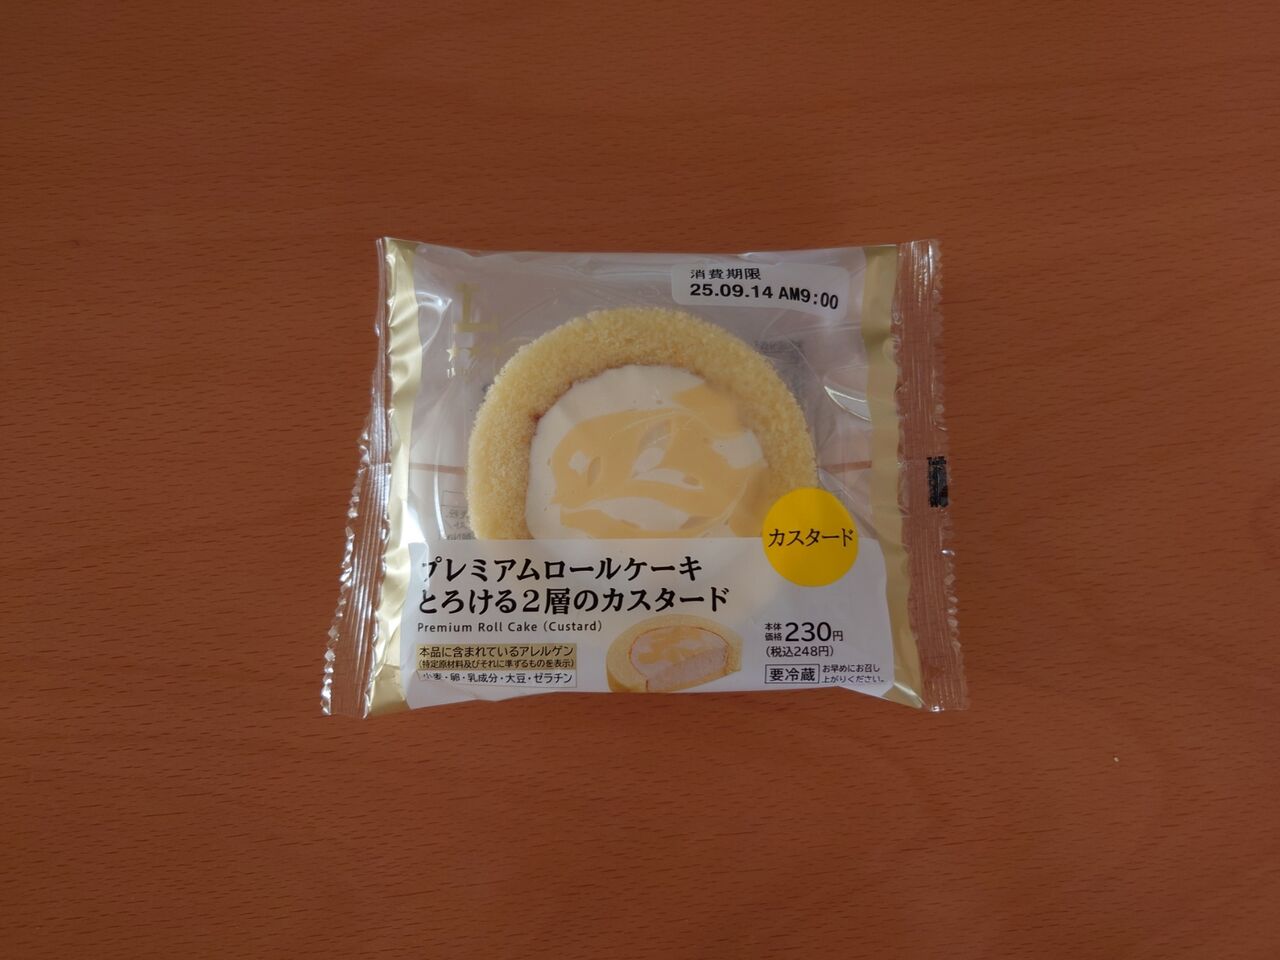 消費期限
25.09.14 AM9:00
L
カスタード
プレミアムロールケーキ
とろける2層のカスタード
Premium Roll Cake (Custard)
本体価格 230円
(税込248円)
本品に含まれているアレルゲン
(特定原材料及びそれに準ずるものを表示)
小麦・卵・乳成分・大豆・ゼラチン
要冷蔵 お早めにお召し
上がりください。